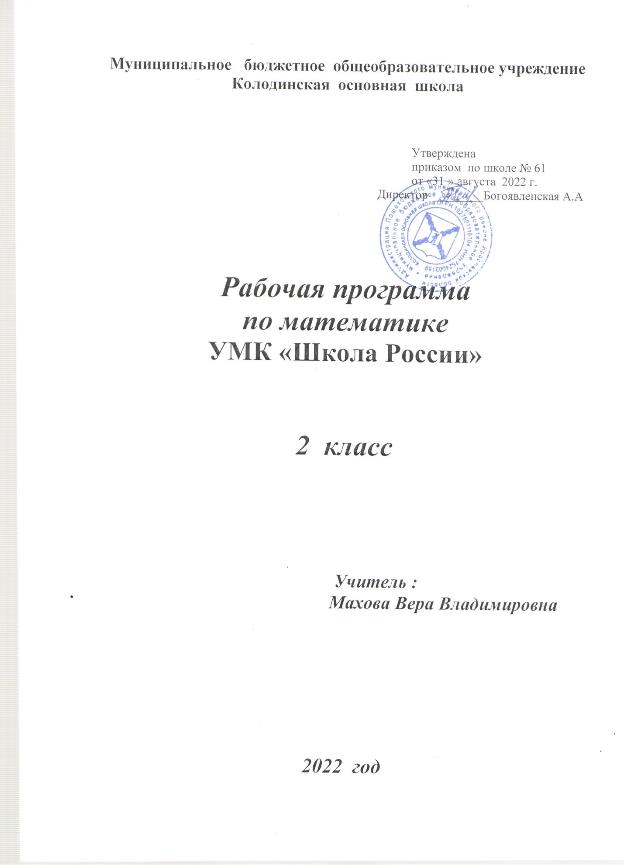 Муниципальное бюджетное общеобразовательное учреждение
Колодинская основная школа
Утверждена
приказом по школе № 61
от «31 » августа 2022 г.
Директор Богоявленская А.А
Рабочая программа
по математике
УМК «Школа России»
2 класс
Учитель :
Махова Вера Владимировна
2022 год